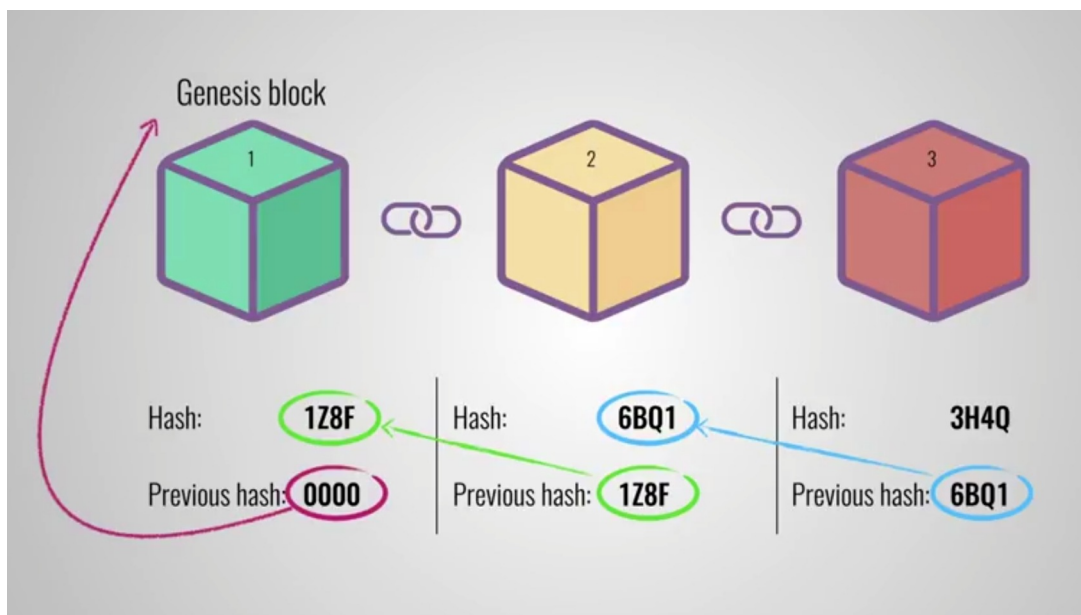 Genesis block
1
2
3
Hash: 1Z8F
Previous hash: 0000
Hash: 6BQ1
Previous hash: 1Z8F
Hash: 3H4Q
Previous hash: 6BQ1